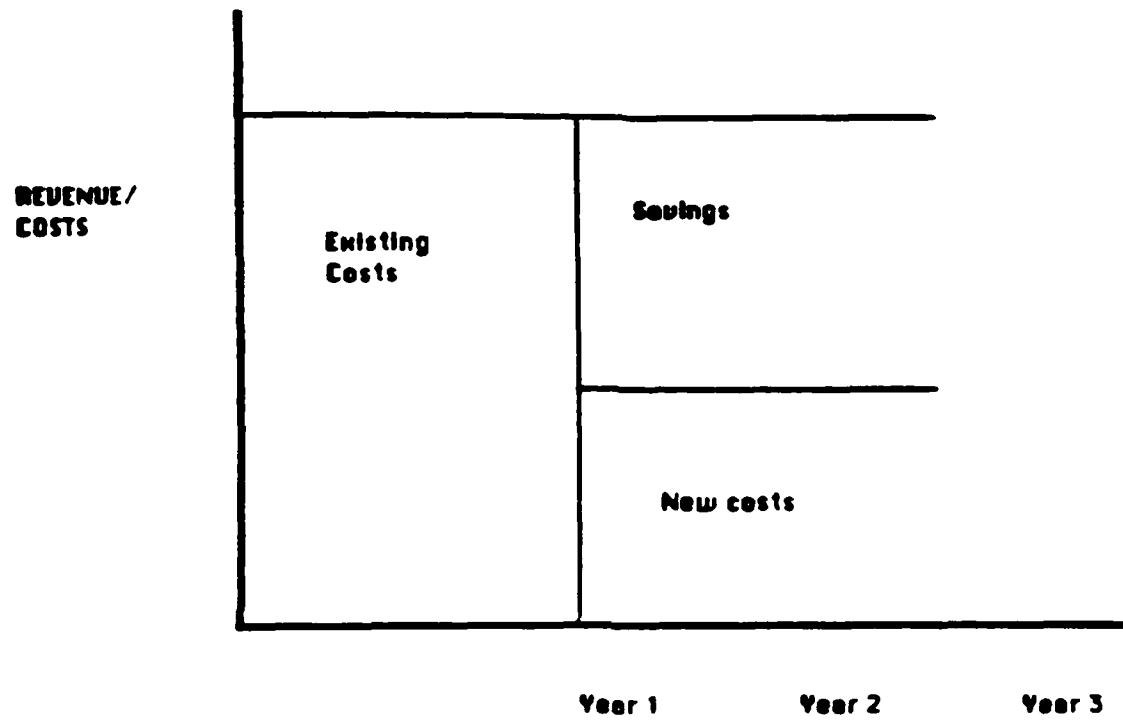 REVENUE/
COSTS
Existing
Costs
Savings
New costs
Year 1
Year 2
Year 3